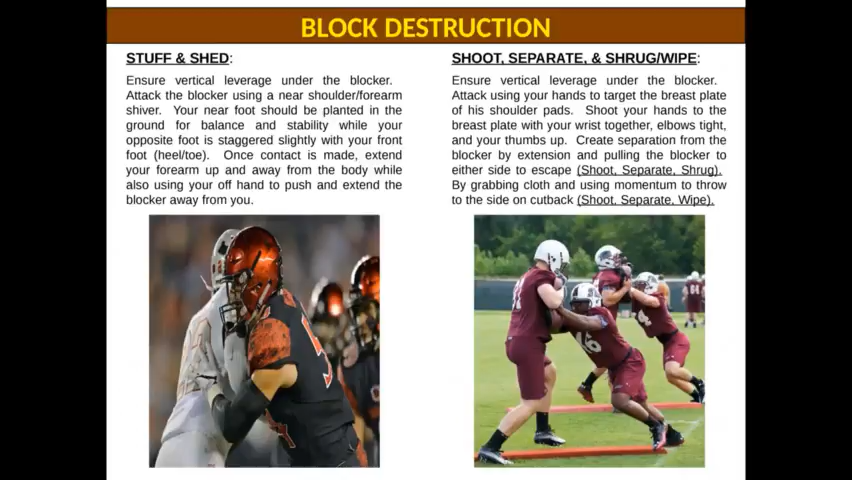 BLOCK DESTRUCTION
STUFF & SHED:
Ensure vertical leverage under the blocker.
Attack the blocker using a near shoulder/forearm
shiver. Your near foot should be planted in the
ground for balance and stability while your
opposite foot is staggered slightly with your front
foot (heel/toe). Once contact is made, extend
your forearm up and away from the body while
also using your off hand to push and extend the
blocker away from you.
SHOOT, SEPARATE, & SHRUG/WIPE:
Ensure vertical leverage under the blocker.
Attack using your hands to target the breast plate
of his shoulder pads. Shoot your hands to the
breast plate with your wrist together, elbows tight,
and your thumbs up. Create separation from the
blocker by extension and pulling the blocker to
either side to escape (Shoot, Separate, Shrug).
By grabbing cloth and using momentum to throw
to the side on cutback (Shoot, Separate, Wipe).
46